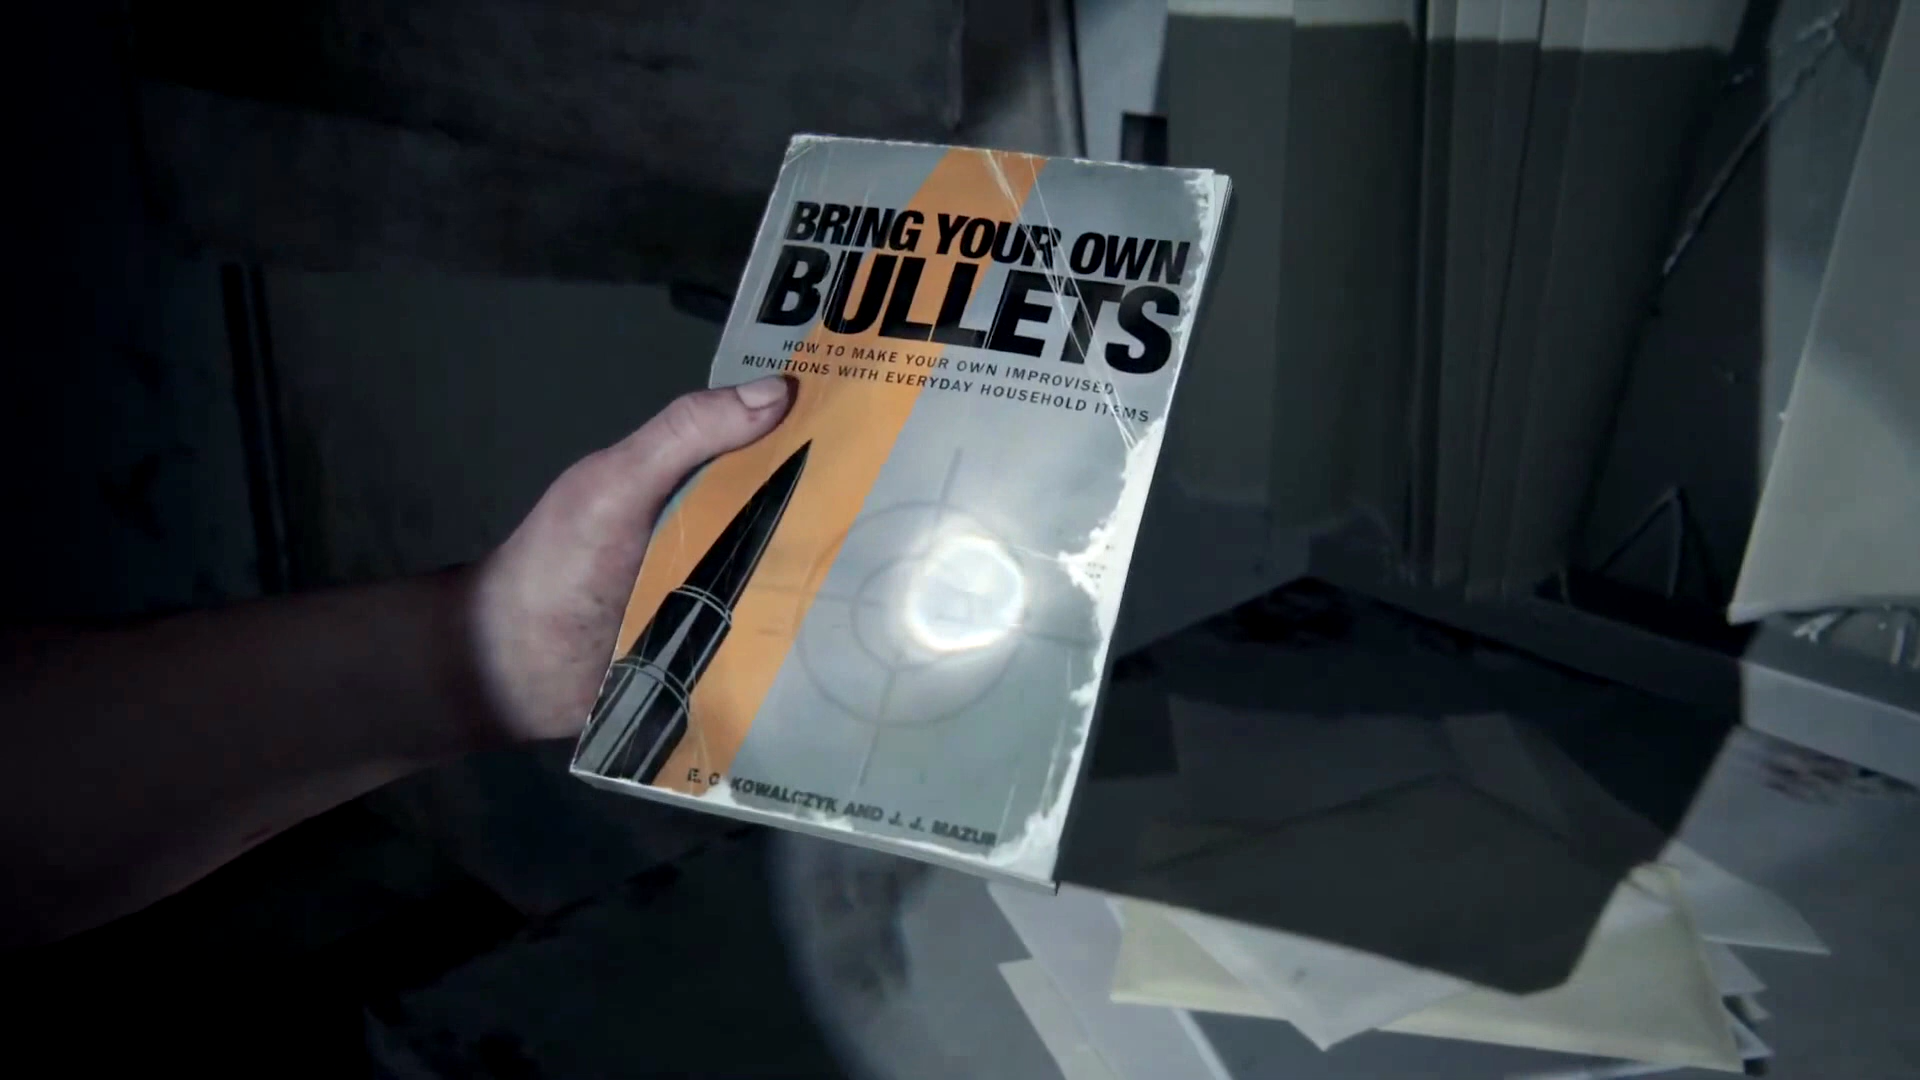 BRING YOUR OWN
BULLETS
HOW TO MAKE YOUR OWN IMPROVISED
MUNITIONS WITH EVERYDAY HOUSEHOLD ITEMS
E. C. KOWALCZYK AND J. J. MAZUR